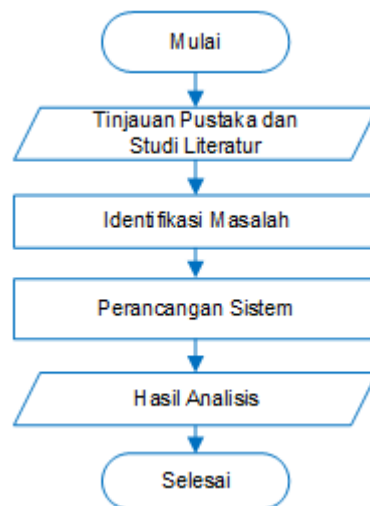 Mulai
Tinjauan Pustaka dan
Studi Literatur
Identifikasi Masalah
Perancangan Sistem
Hasil Analisis
Selesai